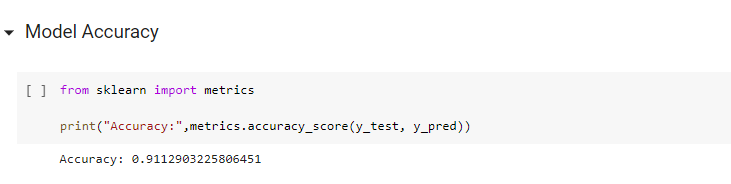 Model Accuracy
[ ] from sklearn import metrics
print("Accuracy:",metrics.accuracy_score(y_test, y_pred))
Accuracy: 0.9112903225806451